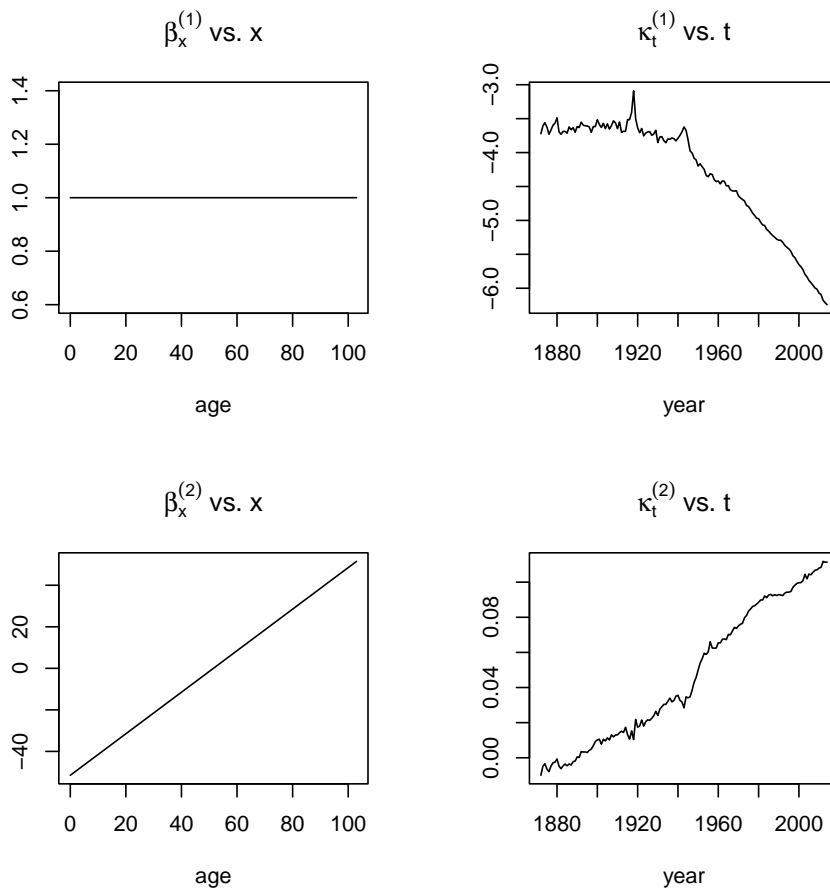 β_x^(1) vs. x
1.4
1.2
1.0
0.8
0.6
0 20 40 60 80 100
age
κ_t^(1) vs. t
−3.0
−4.0
−5.0
−6.0
1880 1920 1960 2000
year
β_x^(2) vs. x
20
0
−40
0 20 40 60 80 100
age
κ_t^(2) vs. t
0.08
0.04
0.00
1880 1920 1960 2000
year